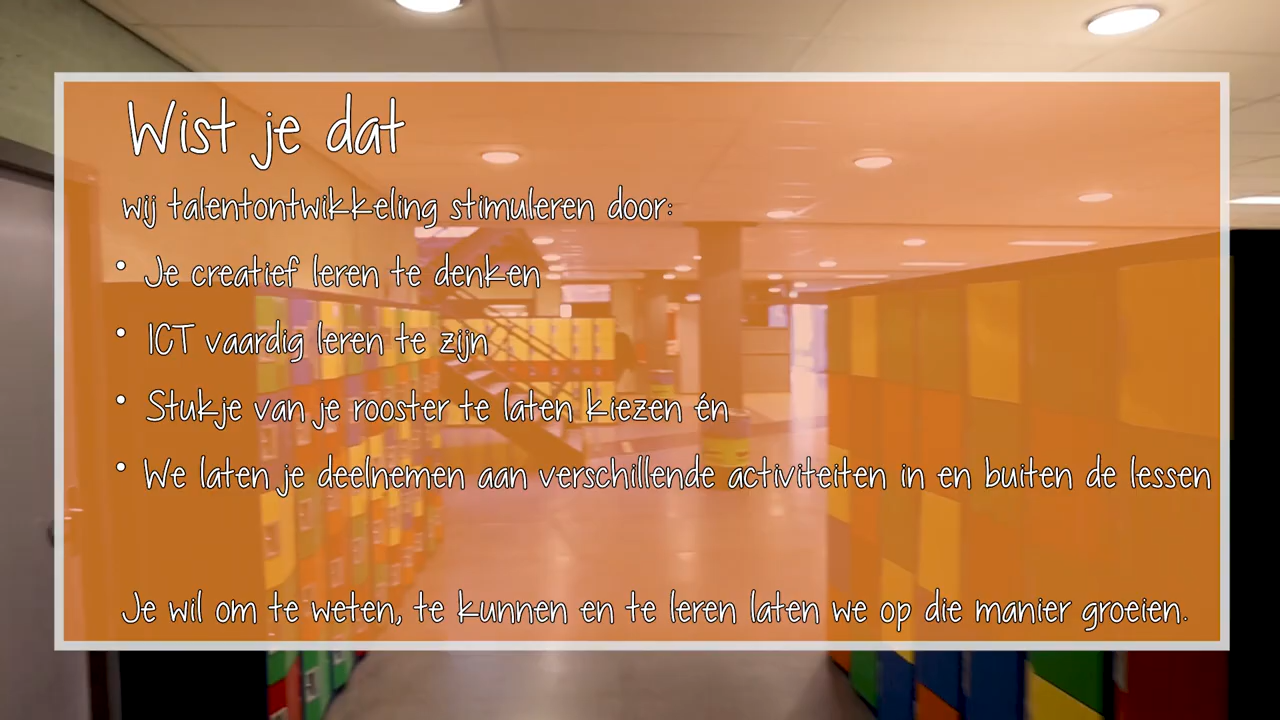 Wist je dat
wij talentontwikkeling stimuleren door:
• Je creatief leren te denken
• ICT vaardig leren te zijn
• Stukje van je rooster te laten kiezen én
• We laten je deelnemen aan verschillende activiteiten in en buiten de lessen
Je wil om te weten, te kunnen en te leren laten we op die manier groeien.